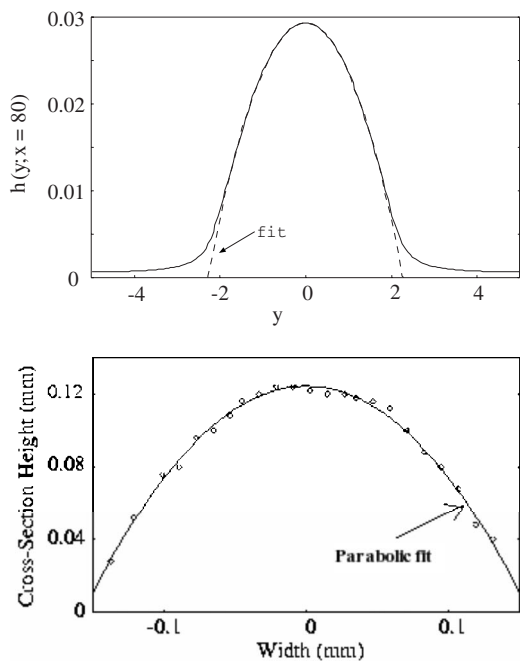 0.03
0.02
0.01
0
h(y;x = 80)
fit
-4 -2 0 2 4
y
0.12
0.08
0.04
0
Cross-Section Height (mm)
Parabolic fit
-0.1 0 0.1
Width (mm)